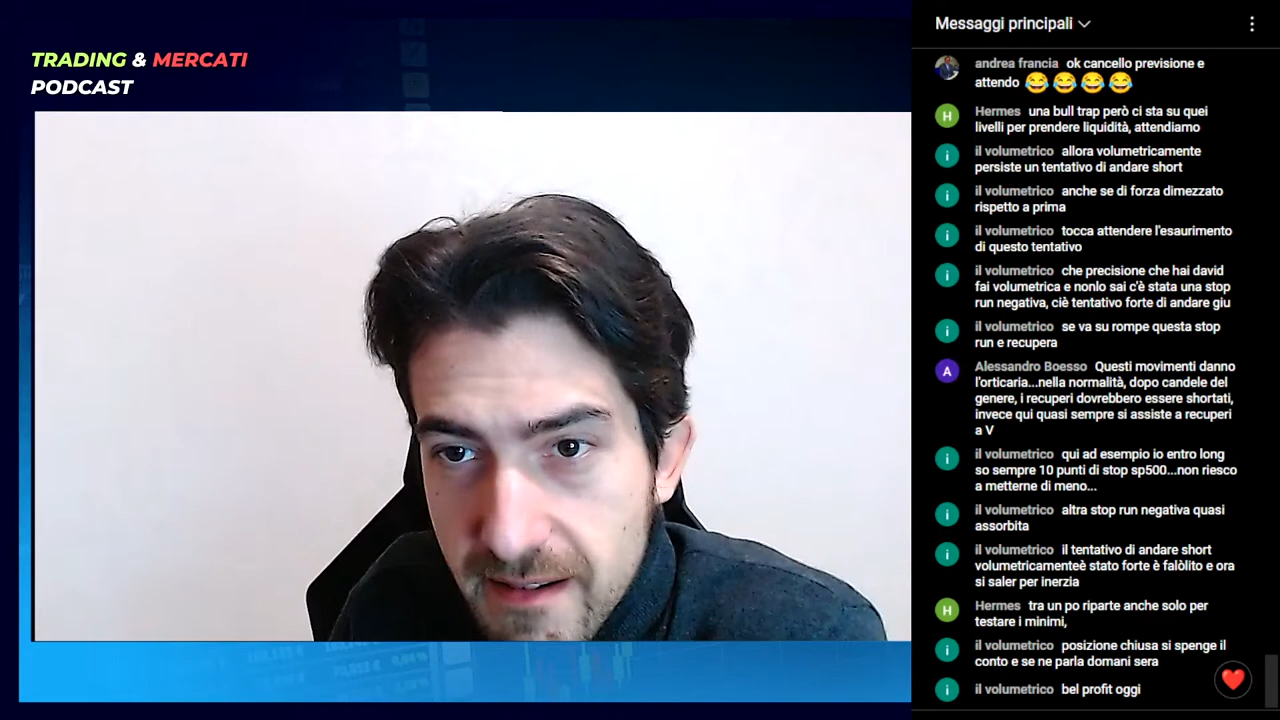 TRADING & MERCATI
PODCAST
Messaggi principali
andrea francia ok cancello previsione e
attendo 😂😂😂😂
H
Hermes una bull trap però ci sta su quei
livelli per prendere liquidità, attendiamo
i
il volumetrico allora volumetricamente
persiste un tentativo di andare short
i
il volumetrico anche se di forza dimezzato
rispetto a prima
i
il volumetrico tocca attendere l'esaurimento
di questo tentativo
i
il volumetrico che precisione che hai david
fai volumetrica e nonlo sai c'è stata una stop
run negativa, ciè tentativo forte di andare giu
i
il volumetrico se va su rompe questa stop
run e recupera
A
Alessandro Boesso Questi movimenti danno
l'orticaria...nella normalità, dopo candele del
genere, i recuperi dovrebbero essere shortati,
invece qui quasi sempre si assiste a recuperi
a V
i
il volumetrico qui ad esempio io entro long
so sempre 10 punti di stop sp500...non riesco
a metterne di meno...
i
il volumetrico altra stop run negativa quasi
assorbita
i
il volumetrico il tentativo di andare short
volumetricamenteè stato forte è falòlito e ora
si saler per inerzia
H
Hermes tra un po riparte anche solo per
testare i minimi,
i
il volumetrico posizione chiusa si spenge il
conto e se ne parla domani sera
i
il volumetrico bel profit oggi